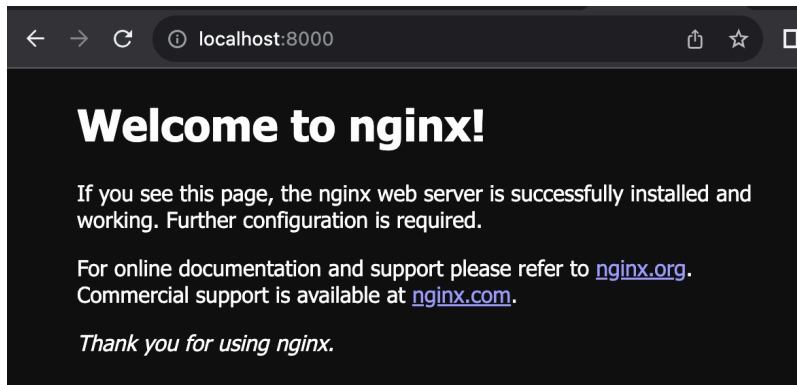 localhost:8000
Welcome to nginx!
If you see this page, the nginx web server is successfully installed and
working. Further configuration is required.
For online documentation and support please refer to nginx.org.
Commercial support is available at nginx.com.
Thank you for using nginx.